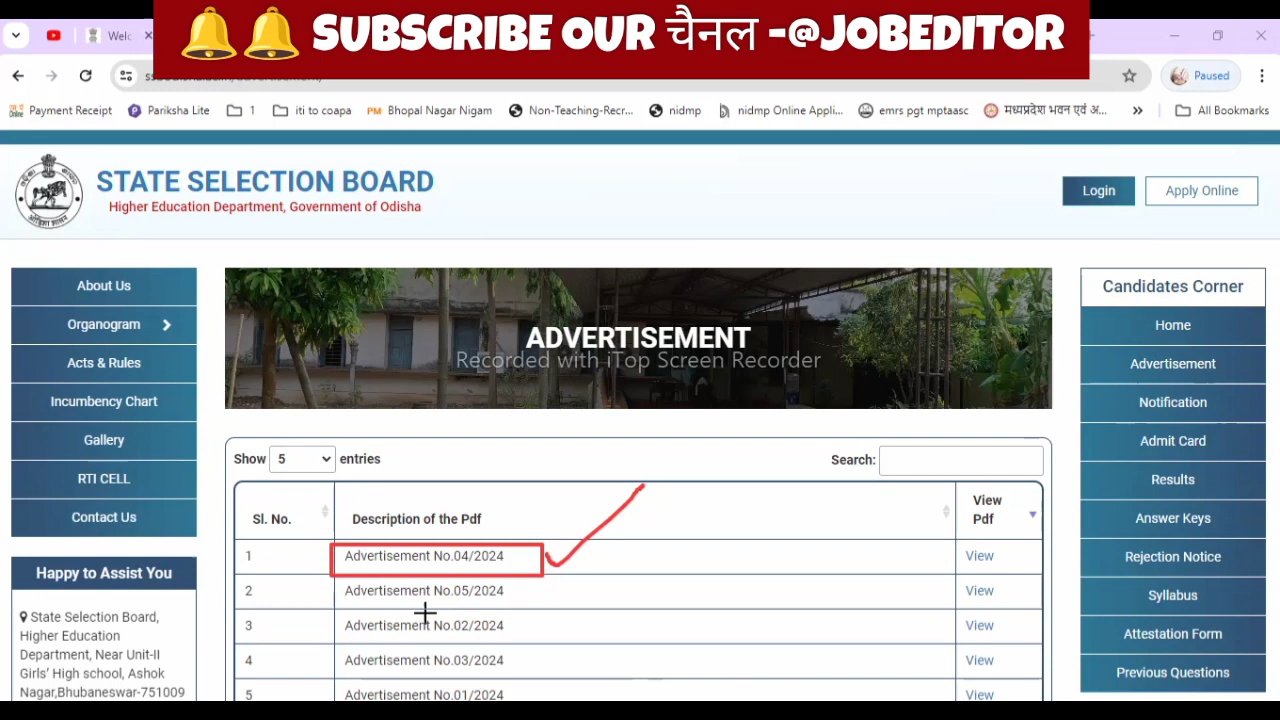 SUBSCRIBE OUR चैनल -@JOBEDITOR
Welc
Paused
Payment Receipt
Pariksha Lite
1
iti to coapa
PM Bhopal Nagar Nigam
Non-Teaching-Recr...
nidmp
nidmp Online Appli...
emrs pgt mptaasc
मध्यप्रदेश भवन एवं अ...
All Bookmarks
STATE SELECTION BOARD
Higher Education Department, Government of Odisha
Login
Apply Online
About Us
Organogram
Acts & Rules
Incumbency Chart
Gallery
RTI CELL
Contact Us
Happy to Assist You
State Selection Board,
Higher Education
Department, Near Unit-II
Girls' High school, Ashok
Nagar,Bhubaneswar-751009
ADVERTISEMENT
Recorded with iTop Screen Recorder
Show 5 entries
Search:
Sl. No. Description of the Pdf View Pdf
1 Advertisement No.04/2024 View
2 Advertisement No.05/2024 View
3 Advertisement No.02/2024 View
4 Advertisement No.03/2024 View
5 Advertisement No.01/2024 View
Candidates Corner
Home
Advertisement
Notification
Admit Card
Results
Answer Keys
Rejection Notice
Syllabus
Attestation Form
Previous Questions